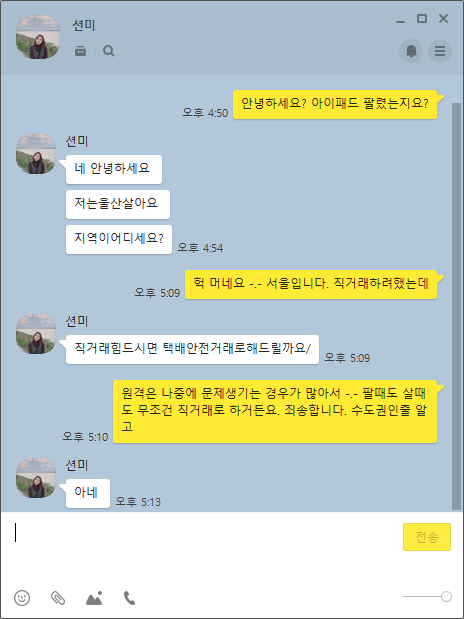 션미
안녕하세요? 아이패드 팔렸는지요?
오후 4:50
션미
네 안녕하세요
저는울산살아요
지역이어디세요?
오후 4:54
헉 머네요 -.- 서울입니다. 직거래하려했는데
오후 5:09
션미
직거래힘드시면 택배안전거래로해드릴까요/
오후 5:09
원격은 나중에 문제생기는 경우가 많아서 -.- 팔때도 살때
도 무조건 직거래로 하거든요. 죄송합니다. 수도권인줄 알
고
오후 5:10
션미
아네
오후 5:13
전송